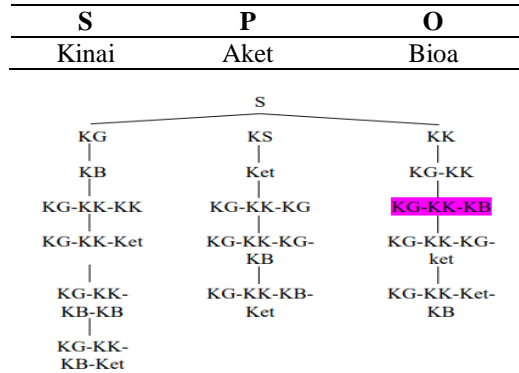 S P O
Kinai Aket Bioa
S
KG KS KK
KB Ket KG-KK
KG-KK-KK KG-KK-KG KG-KK-KB
KG-KK-Ket KG-KK-KG- KG-KK-KG-
KB ket
KG-KK- KG-KK-KB- KG-KK-Ket-
KB-KB Ket KB
KG-KK-
KB-Ket